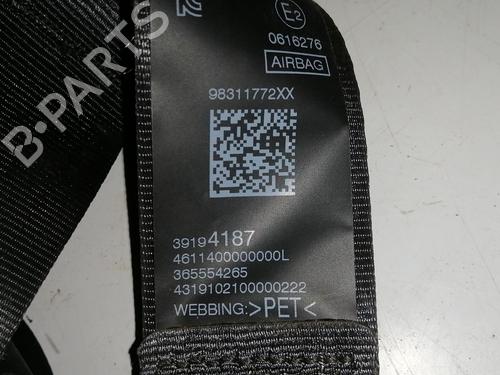 E2
0616276
AIRBAG
98311772XX
39194187
4611400000000L
365554265
4319102100000222
WEBBING:>PET<
B-PARTS